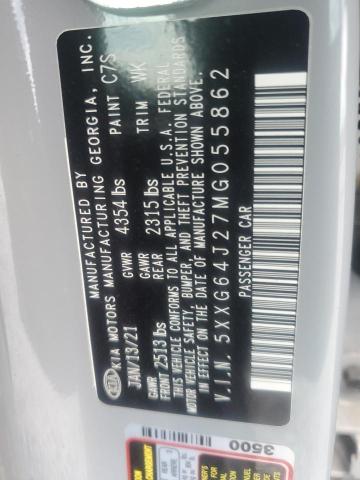 MANUFACTURED BY
KIA MOTORS MANUFACTURING GEORGIA, INC.
JAN/13/21 GVWR 4354 lbs PAINT C7S
GAWR FRONT 2513 lbs GAWR REAR 2315 lbs TRIM WK
THIS VEHICLE CONFORMS TO ALL APPLICABLE U.S.A. FEDERAL
MOTOR VEHICLE SAFETY, BUMPER, AND THEFT PREVENTION STANDARDS
IN EFFECT ON THE DATE OF MANUFACTURE SHOWN ABOVE.
V.I.N. 5XXG64J27MG055862
PASSENGER CAR
3500